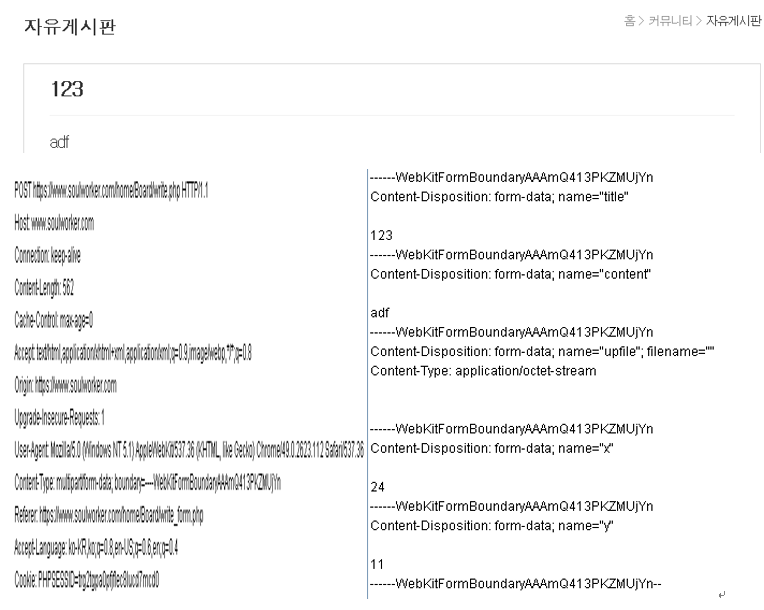 자유게시판
홈 > 커뮤니티 > 자유게시판
123
adf
POST https://www.soulworker.com/home/Board/write.php HTTP/1.1
Host: www.soulworker.com
Connection: keep-alive
Content-Length: 562
Cache-Control: max-age=0
Accept: text/html,application/xhtml+xml,application/xml;q=0.9,image/webp,*/*;q=0.8
Origin: https://www.soulworker.com
Upgrade-Insecure-Requests: 1
User-Agent: Mozilla/5.0 (Windows NT 5.1) AppleWebKit/537.36 (KHTML, like Gecko) Chrome/49.0.2623.112 Safari/537.36
Content-Type: multipart/form-data; boundary=----WebKitFormBoundaryAAAmQ413PKZMUjYn
Referer: https://www.soulworker.com/home/Board/write_form.php
Accept-Language: ko-KR,ko;q=0.8,en-US;q=0.6,en;q=0.4
Cookie:
------WebKitFormBoundaryAAAmQ413PKZMUjYn
Content-Disposition: form-data; name="title"
123
------WebKitFormBoundaryAAAmQ413PKZMUjYn
Content-Disposition: form-data; name="content"
adf
------WebKitFormBoundaryAAAmQ413PKZMUjYn
Content-Disposition: form-data; name="upfile"; filename=""
Content-Type: application/octet-stream
------WebKitFormBoundaryAAAmQ413PKZMUjYn
Content-Disposition: form-data; name="x"
24
------WebKitFormBoundaryAAAmQ413PKZMUjYn
Content-Disposition: form-data; name="y"
11
------WebKitFormBoundaryAAAmQ413PKZMUjYn--